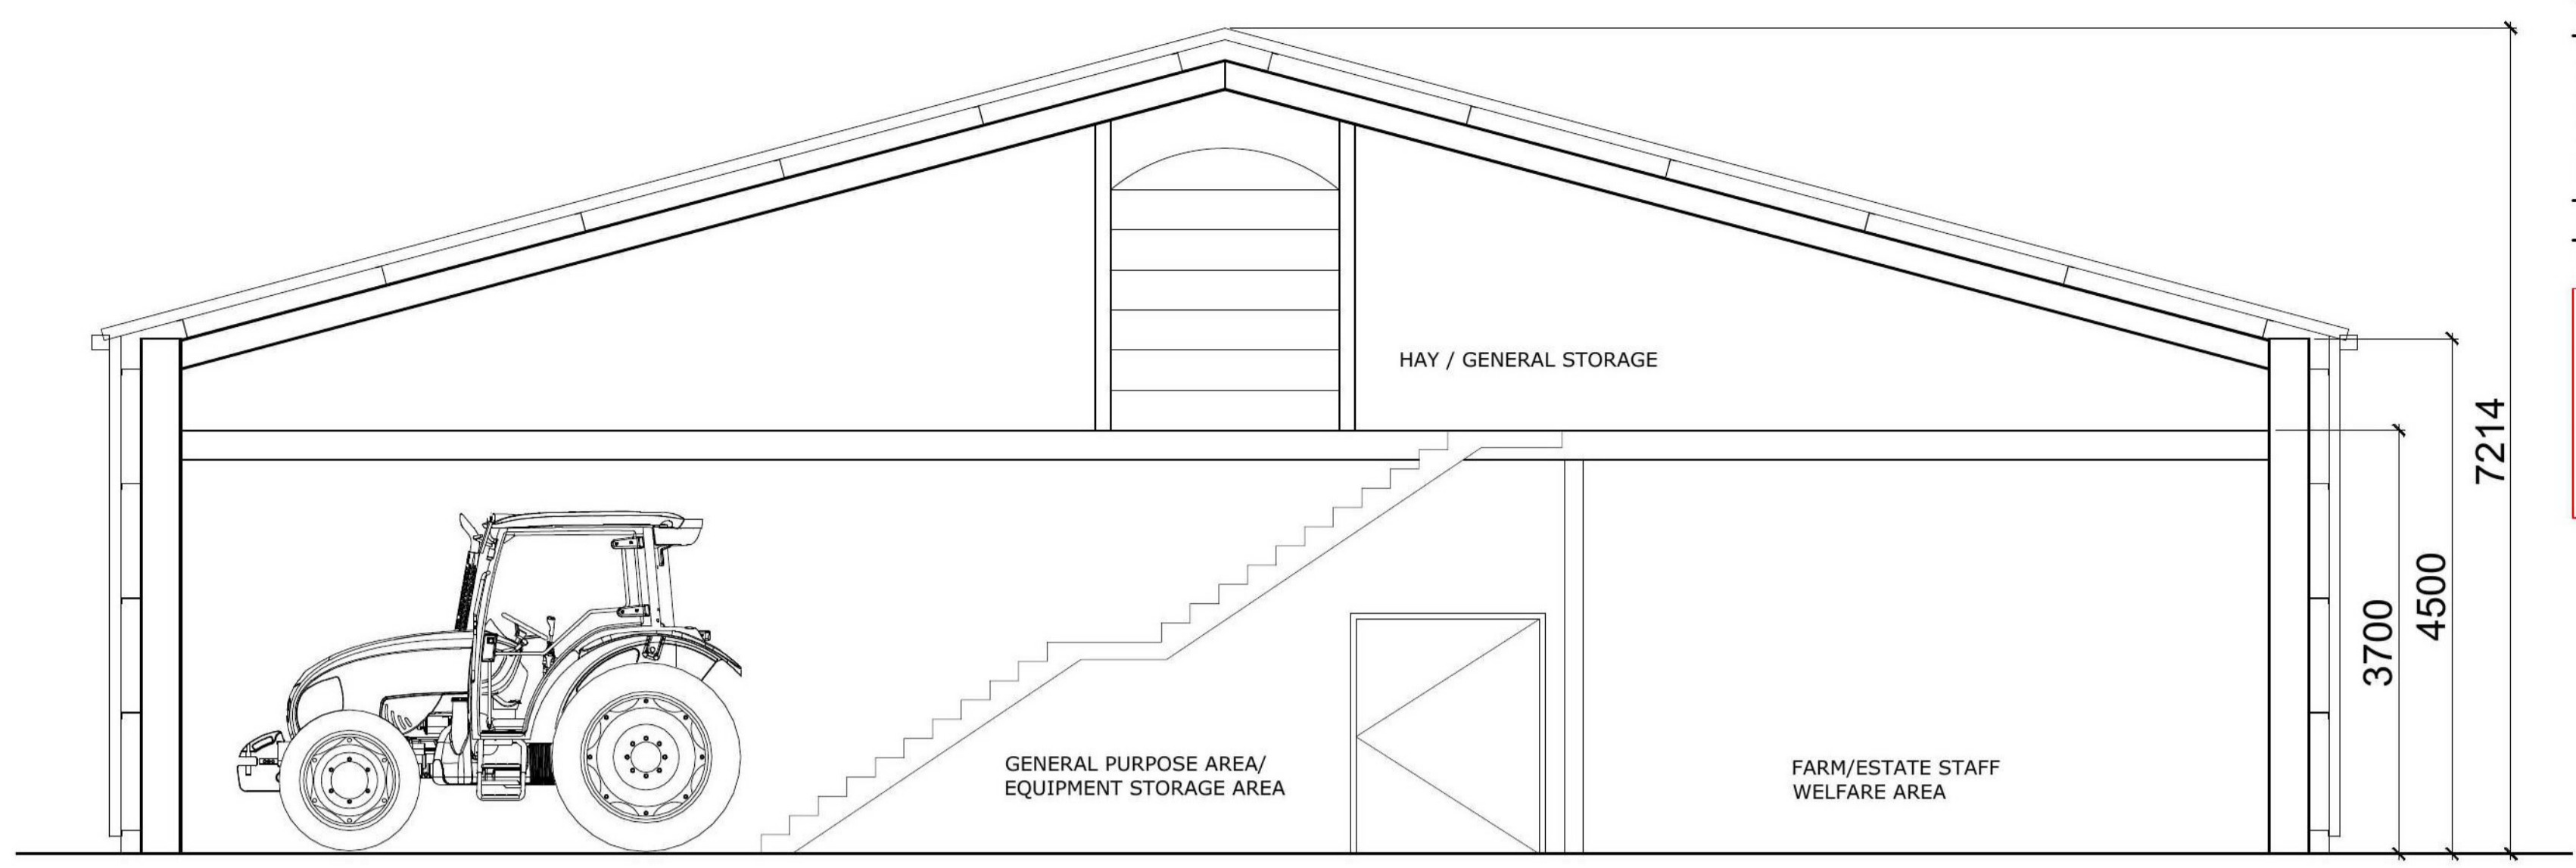 HAY / GENERAL STORAGE
7214
4500
3700
GENERAL PURPOSE AREA/
EQUIPMENT STORAGE AREA
FARM/ESTATE STAFF
WELFARE AREA